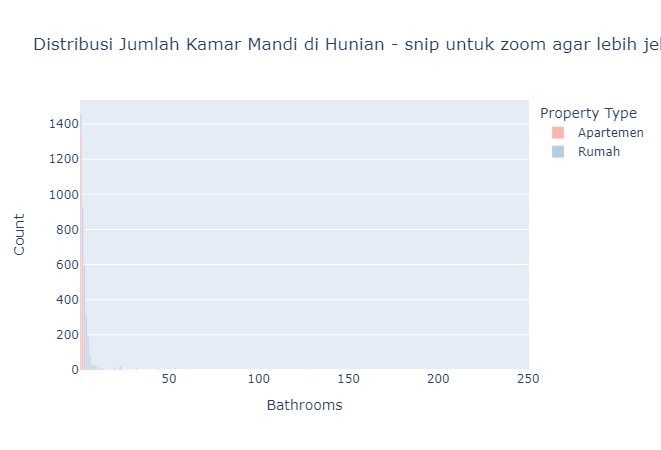 Distribusi Jumlah Kamar Mandi di Hunian - snip untuk zoom agar lebih jel
Property Type
Apartemen
Rumah
1400
1200
1000
800
600
400
200
0
Count
50
100
150
200
250
Bathrooms